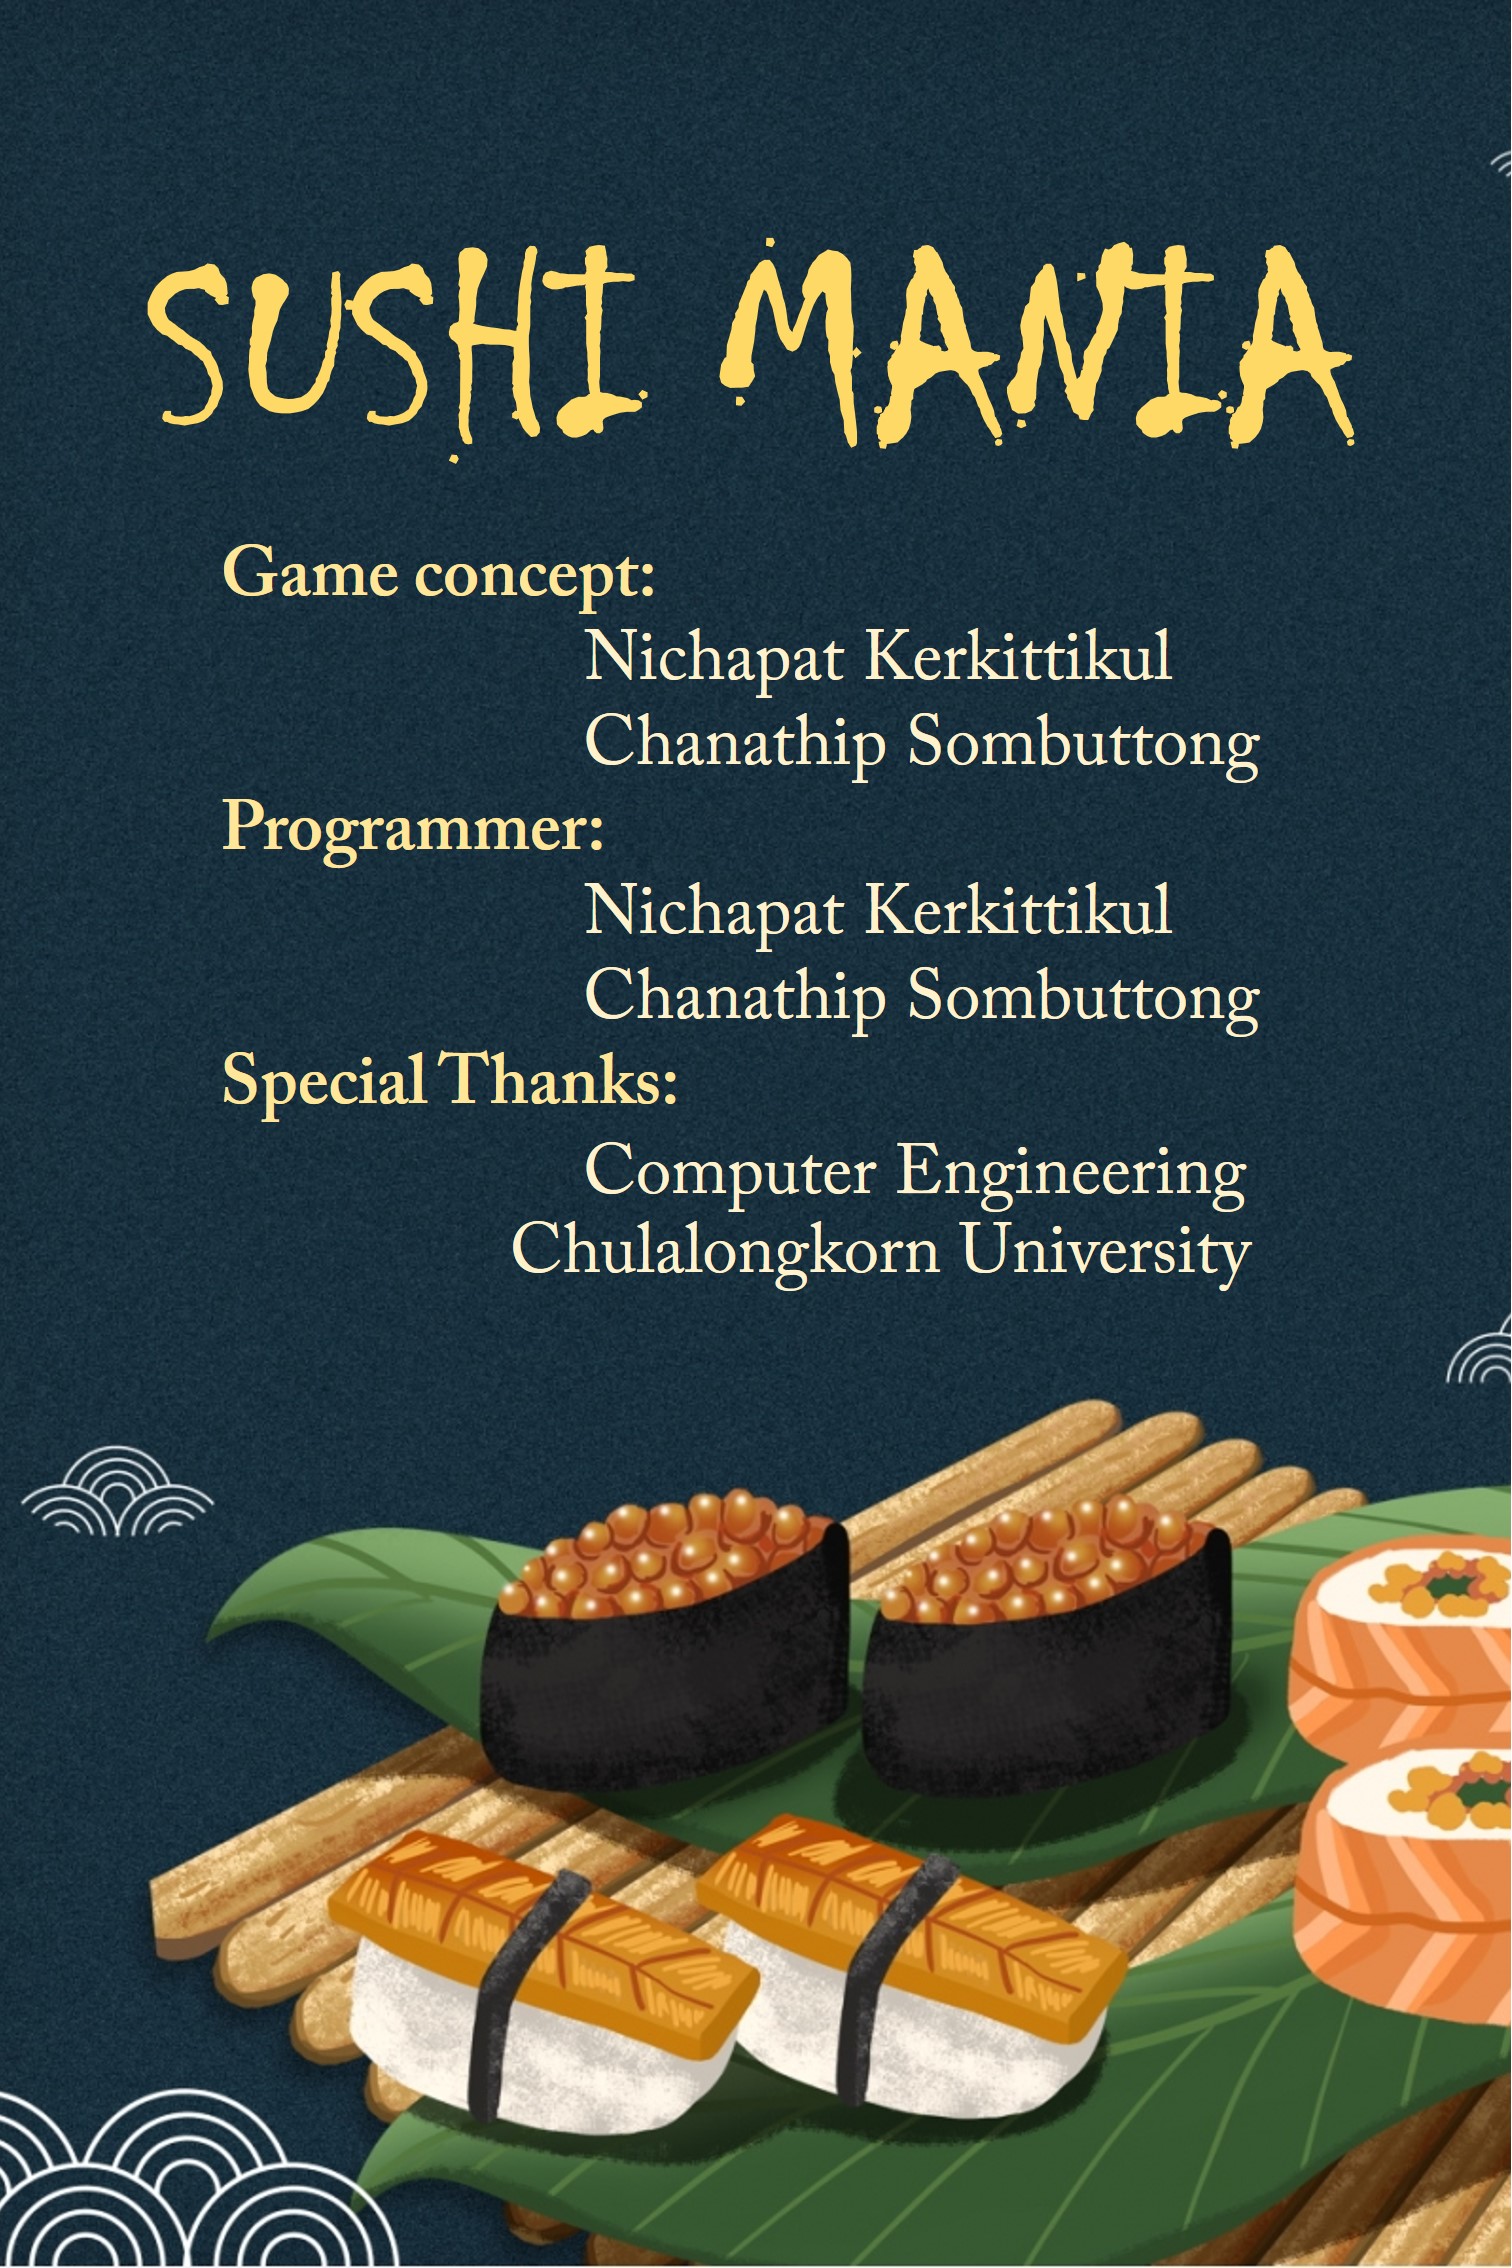 SUSHI MANIA
Game concept:
Nichapat Kerkittikul
Chanathip Sombuttong
Programmer:
Nichapat Kerkittikul
Chanathip Sombuttong
Special Thanks:
Computer Engineering
Chulalongkorn University